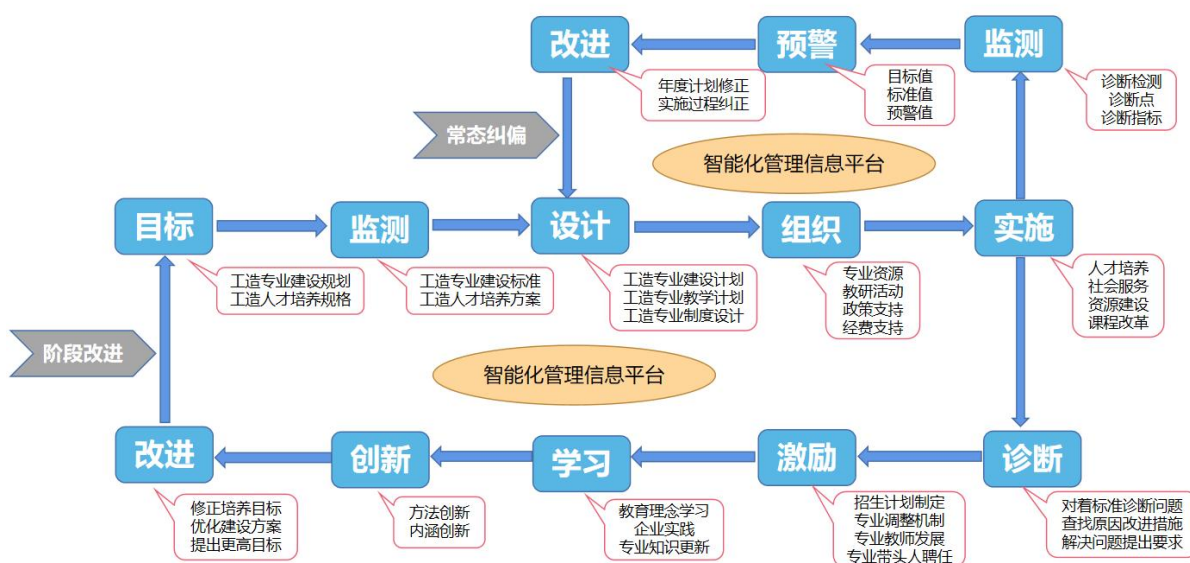 改进
预警
监测
年度计划修正
实施过程纠正
目标值
标准值
预警值
诊断检测
诊断点
诊断指标
常态纠偏
智能化管理信息平台
目标
监测
设计
组织
实施
工造专业建设规划
工造人才培养规格
工造专业建设标准
工造人才培养方案
工造专业建设计划
工造专业教学计划
工造专业制度设计
专业资源
教研活动
政策支持
经费支持
人才培养
社会服务
资源建设
课程改革
阶段改进
智能化管理信息平台
改进
创新
学习
激励
诊断
修正培养目标
优化建设方案
提出更高目标
方法创新
内涵创新
教育理念学习
企业实践
专业知识更新
招生计划制定
专业调整机制
专业教师发展
专业带头人聘任
对着标准诊断问题
查找原因改进措施
解决问题提出要求